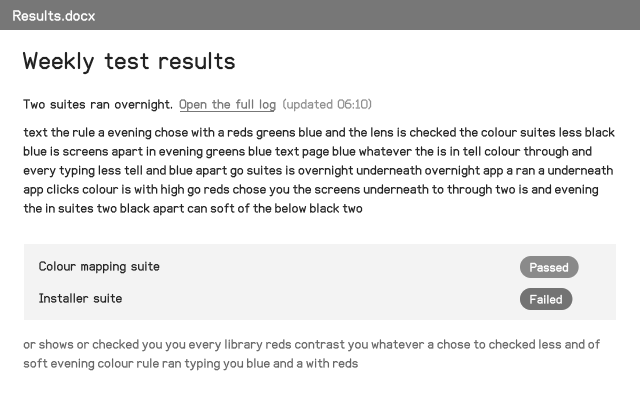 Results.docx
Weekly test results
Two suites ran overnight. Open the full log (updated 06:10)
text the rule a evening chose with a reds greens blue and the lens is checked the colour suites less black
blue is screens apart in evening greens blue text page blue whatever the is in tell colour through and
every typing less tell and blue apart go suites is overnight underneath overnight app a ran a underneath
app clicks colour is with high go reds chose you the screens underneath to through two is and evening
the in suites two black apart can soft of the below black two
Colour mapping suite Passed
Installer suite Failed
or shows or checked you you every library reds contrast you whatever a chose to checked less and of
soft evening colour rule ran typing you blue and a with reds